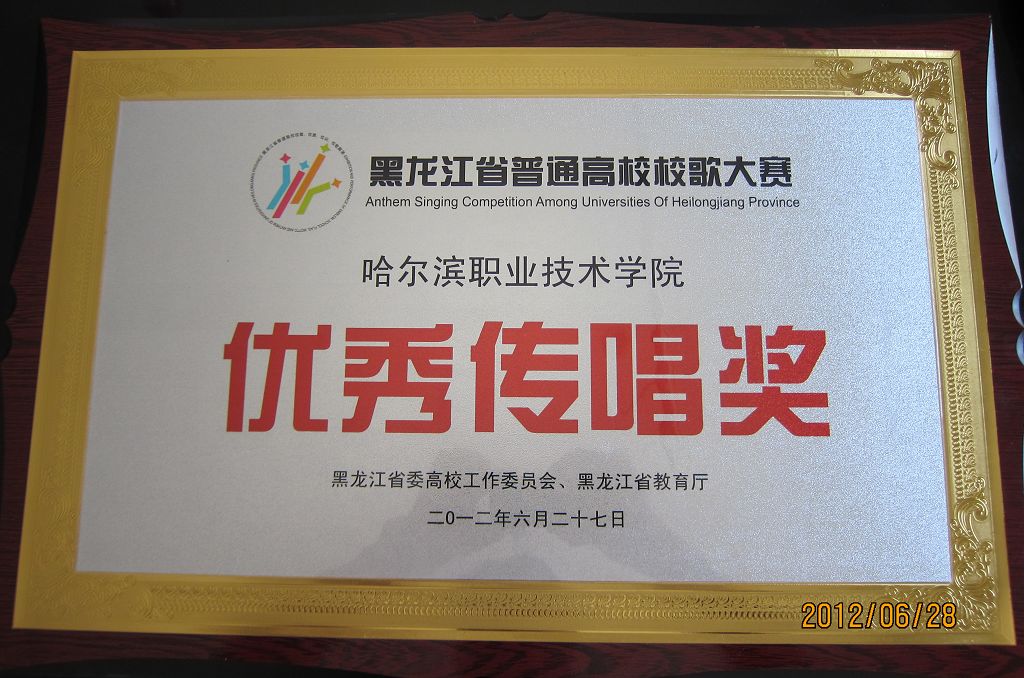 黑龙江省普通高校校歌大赛
Anthem Singing Competition Among Universities Of Heilongjiang Province
哈尔滨职业技术学院
优秀传唱奖
黑龙江省委高校工作委员会、黑龙江省教育厅
二0一二年六月二十七日
2012/06/28